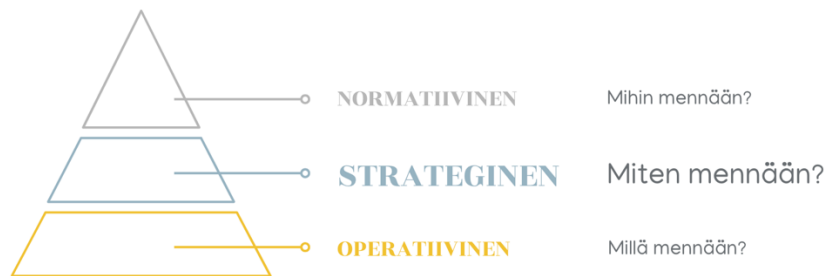 NORMATIIVINEN Mihin mennään?
STRATEGINEN Miten mennään?
OPERATIIVINEN Millä mennään?